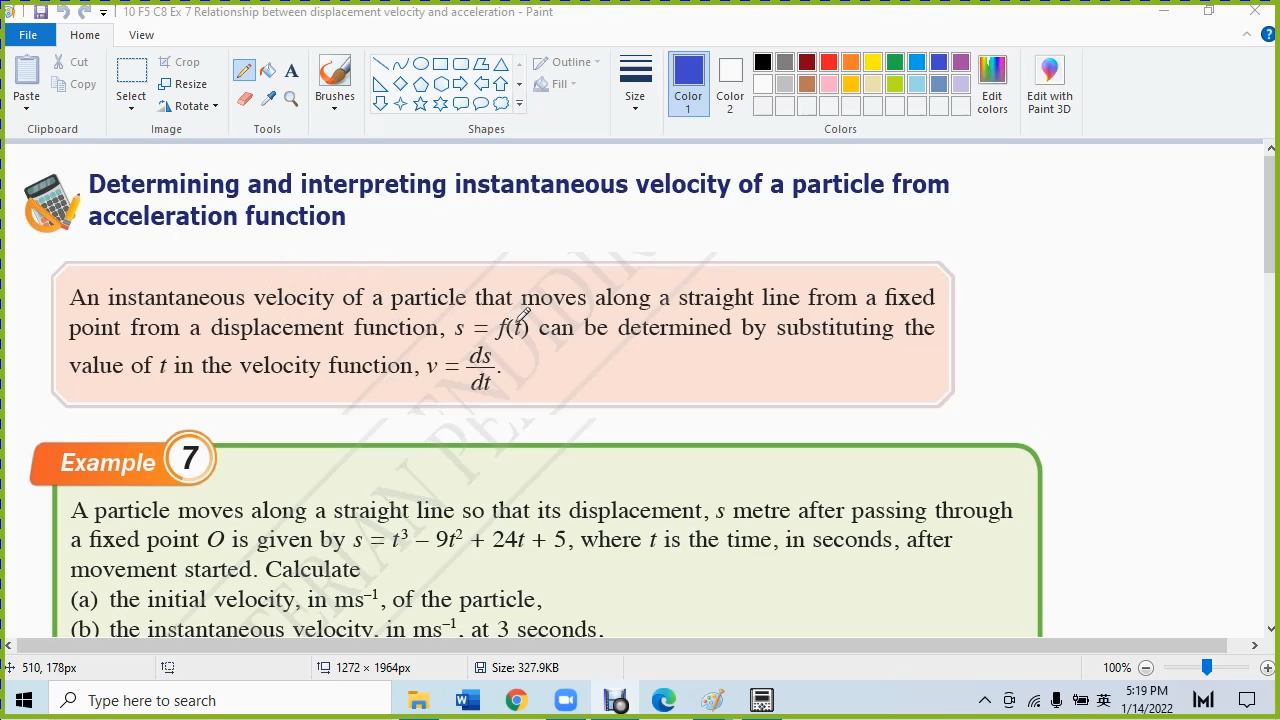 10 F5 C8 Ex 7 Relationship between displacement velocity and acceleration - Paint
File Home View
Paste
Cut
Copy
Clipboard
Select
Crop
Resize
Rotate
Image
A
Tools
Brushes
Outline
Fill
Shapes
Size
Color 1
Color 2
Colors
Edit colors
Edit with Paint 3D
Determining and interpreting instantaneous velocity of a particle from
acceleration function
An instantaneous velocity of a particle that moves along a straight line from a fixed
point from a displacement function, s = f(t) can be determined by substituting the
value of t in the velocity function, v = ds/dt.
Example 7
A particle moves along a straight line so that its displacement, s metre after passing through
a fixed point O is given by s = t³ – 9t² + 24t + 5, where t is the time, in seconds, after
movement started. Calculate
(a) the initial velocity, in ms⁻¹, of the particle,
(b) the instantaneous velocity, in ms⁻¹, at 3 seconds,
510, 178px
1272 × 1964px
Size: 327.9KB
100%
Type here to search
英
5:19 PM
1/14/2022